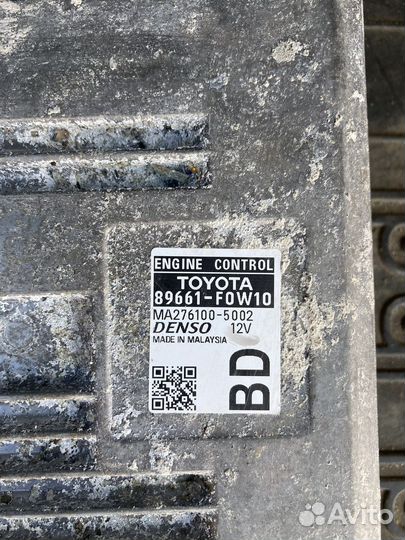 ENGINE CONTROL
TOYOTA
89661-F0W10
MA276100-5002
DENSO 12V
MADE IN MALAYSIA
BD
Avito